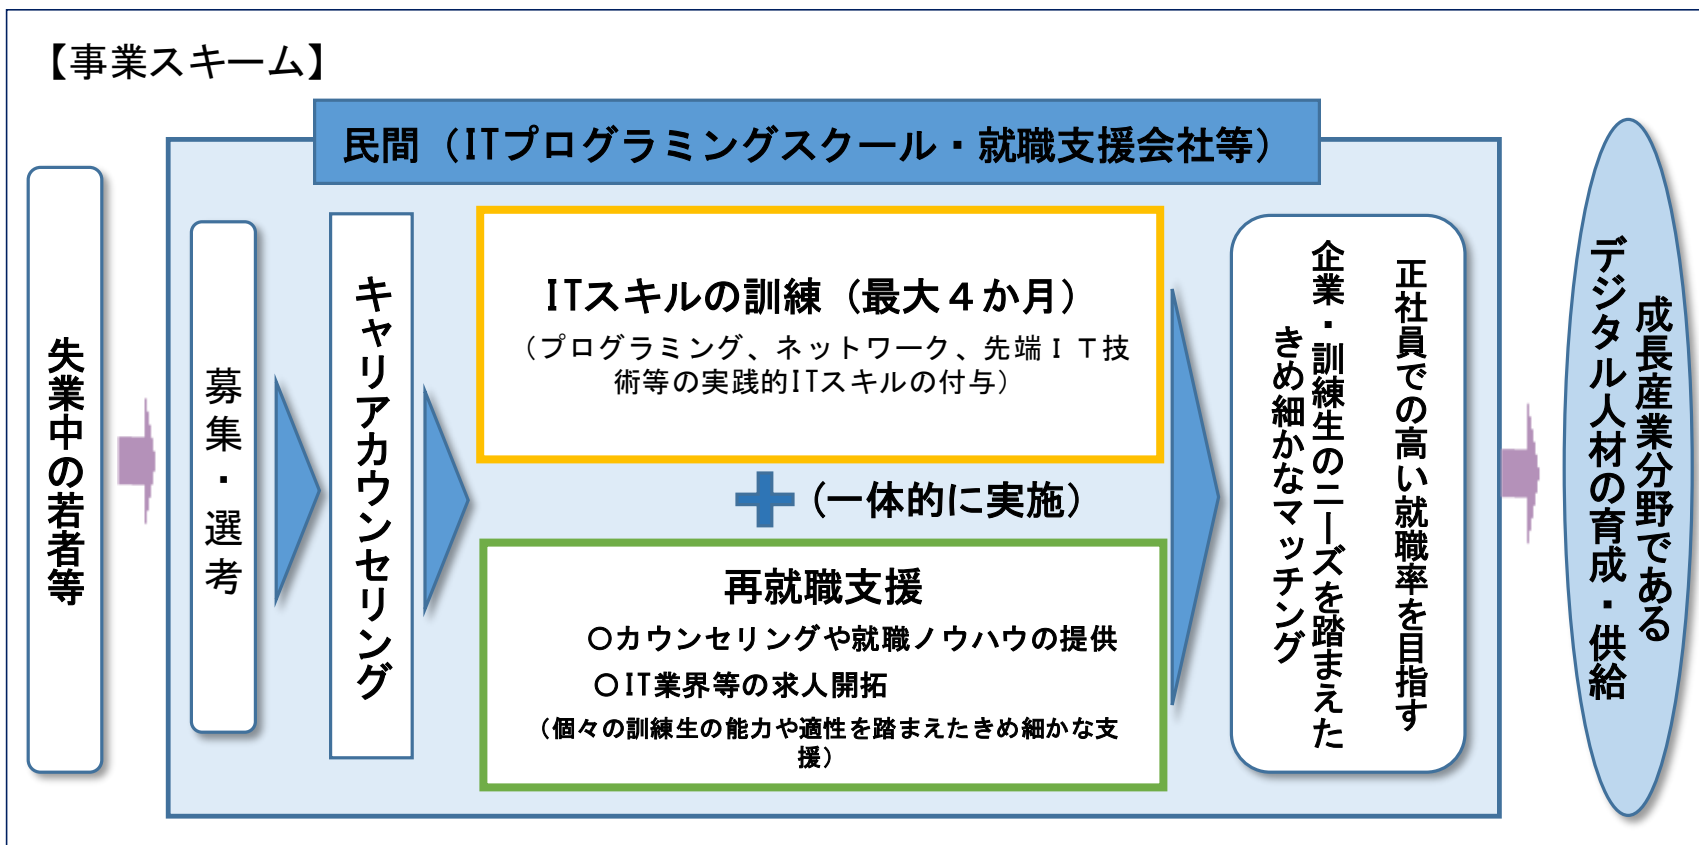 【事業スキーム】
民間（ITプログラミングスクール・就職支援会社等）
失業中の若者等
募集・選考
キャリアカウンセリング
ITスキルの訓練（最大４か月）
（プログラミング、ネットワーク、先端ＩＴ技
術等の実践的ITスキルの付与）
（一体的に実施）
再就職支援
○カウンセリングや就職ノウハウの提供
○IT業界等の求人開拓
（個々の訓練生の能力や適性を踏まえたきめ細かな支
援）
正社員での高い就職率を目指す
企業・訓練生のニーズを踏まえた
きめ細かなマッチング
成長産業分野である
デジタル人材の育成・供給